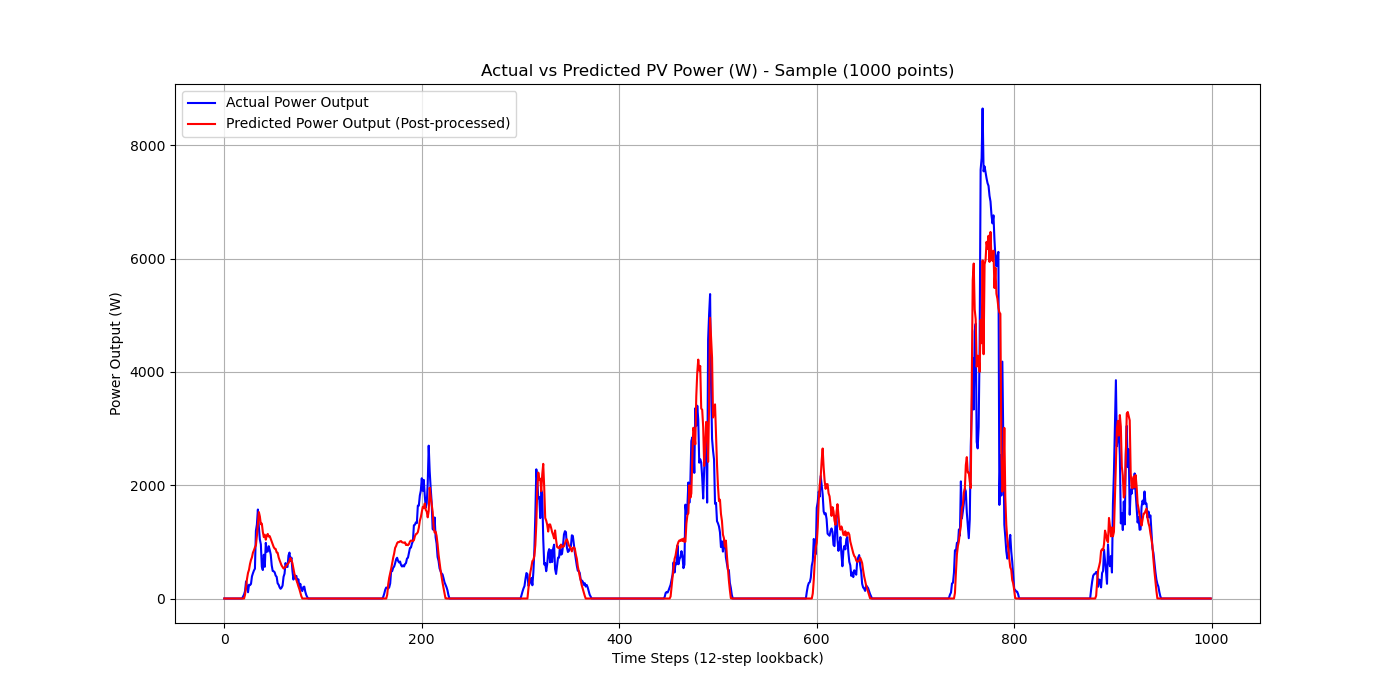 Actual vs Predicted PV Power (W) - Sample (1000 points)
Actual Power Output
Predicted Power Output (Post-processed)
Power Output (W)
8000
6000
4000
2000
0
0 200 400 600 800 1000
Time Steps (12-step lookback)